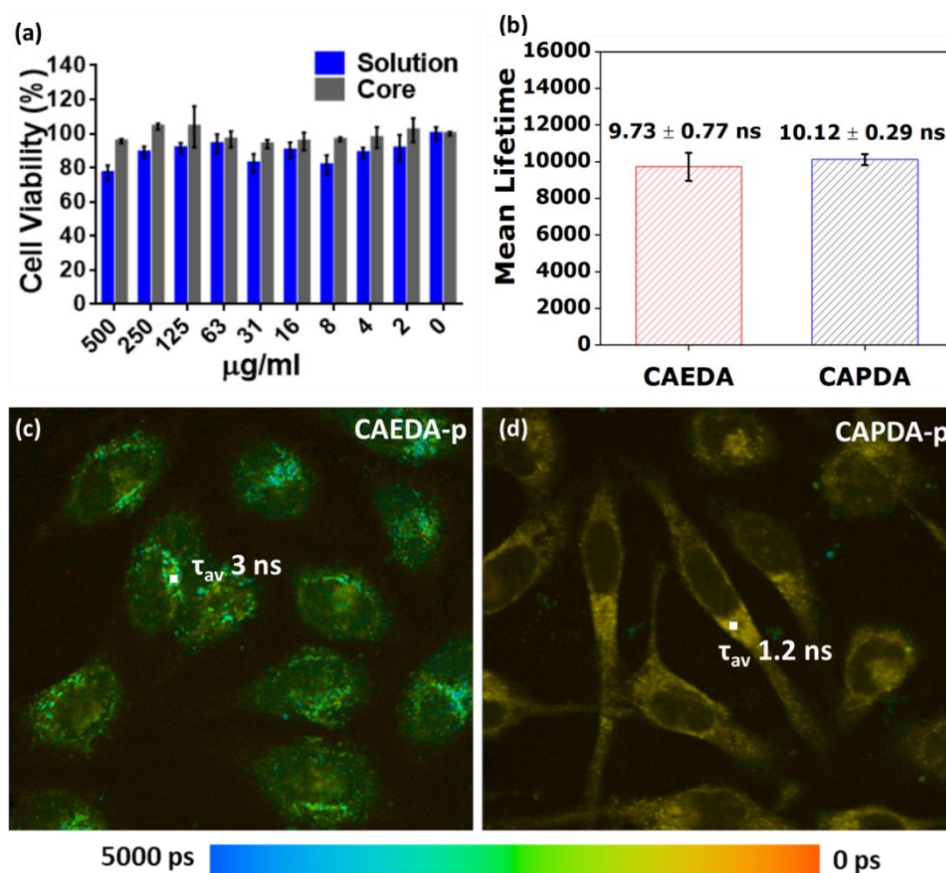 (a)
Cell Viability (%)
140
120
100
80
60
40
20
0
Solution
Core
500 250 125 63 31 16 8 4 2 0
μg/ml
(b)
Mean Lifetime
16000
14000
12000
10000
8000
6000
4000
2000
0
9.73 ± 0.77 ns 10.12 ± 0.29 ns
CAEDA CAPDA
(c) CAEDA-p
τav 3 ns
(d) CAPDA-p
τav 1.2 ns
5000 ps 0 ps